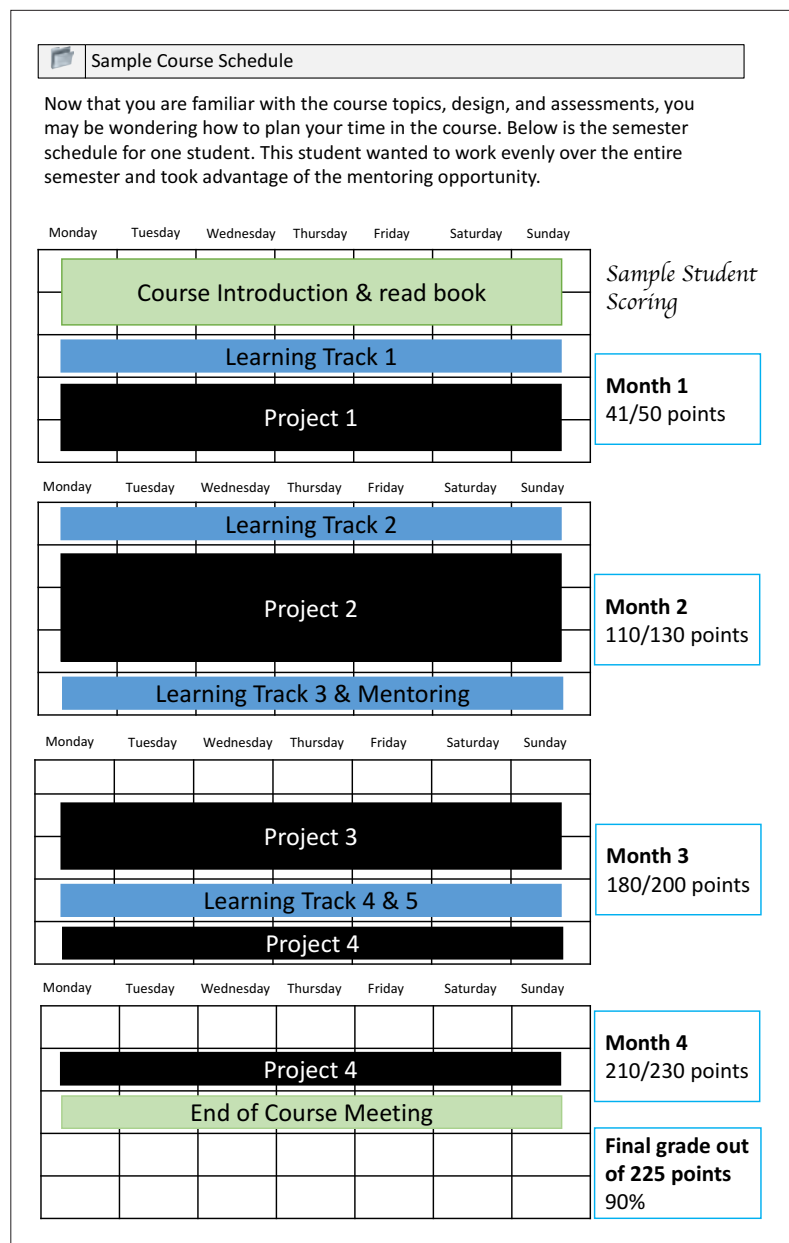 Sample Course Schedule
Now that you are familiar with the course topics, design, and assessments, you
may be wondering how to plan your time in the course. Below is the semester
schedule for one student. This student wanted to work evenly over the entire
semester and took advantage of the mentoring opportunity.
Monday Tuesday Wednesday Thursday Friday Saturday Sunday
Course Introduction & read book
Sample Student
Scoring
Learning Track 1
Project 1
Month 1
41/50 points
Monday Tuesday Wednesday Thursday Friday Saturday Sunday
Learning Track 2
Project 2
Month 2
110/130 points
Learning Track 3 & Mentoring
Monday Tuesday Wednesday Thursday Friday Saturday Sunday
Project 3
Month 3
180/200 points
Learning Track 4 & 5
Project 4
Monday Tuesday Wednesday Thursday Friday Saturday Sunday
Month 4
210/230 points
Project 4
End of Course Meeting
Final grade out
of 225 points
90%